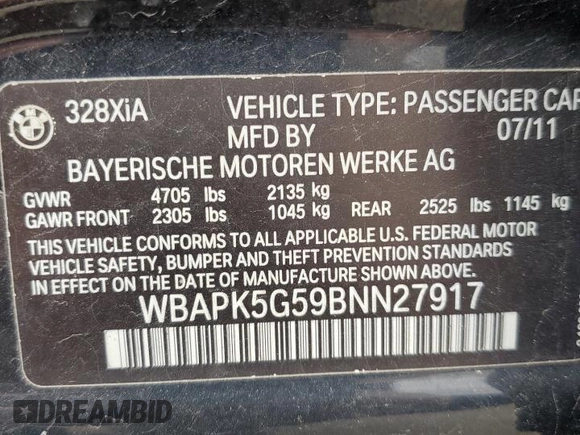 BMW
328XiA VEHICLE TYPE: PASSENGER CAR
MFD BY 07/11
BAYERISCHE MOTOREN WERKE AG
GVWR 4705 lbs 2135 kg
GAWR FRONT 2305 lbs 1045 kg REAR 2525 lbs 1145 kg
THIS VEHICLE CONFORMS TO ALL APPLICABLE U.S. FEDERAL MOTOR
VEHICLE SAFETY, BUMPER AND THEFT PREVENTION STANDARDS
IN EFFECT ON THE DATE OF MANUFACTURE SHOWN ABOVE.
WBAPK5G59BNN27917
DREAMBID